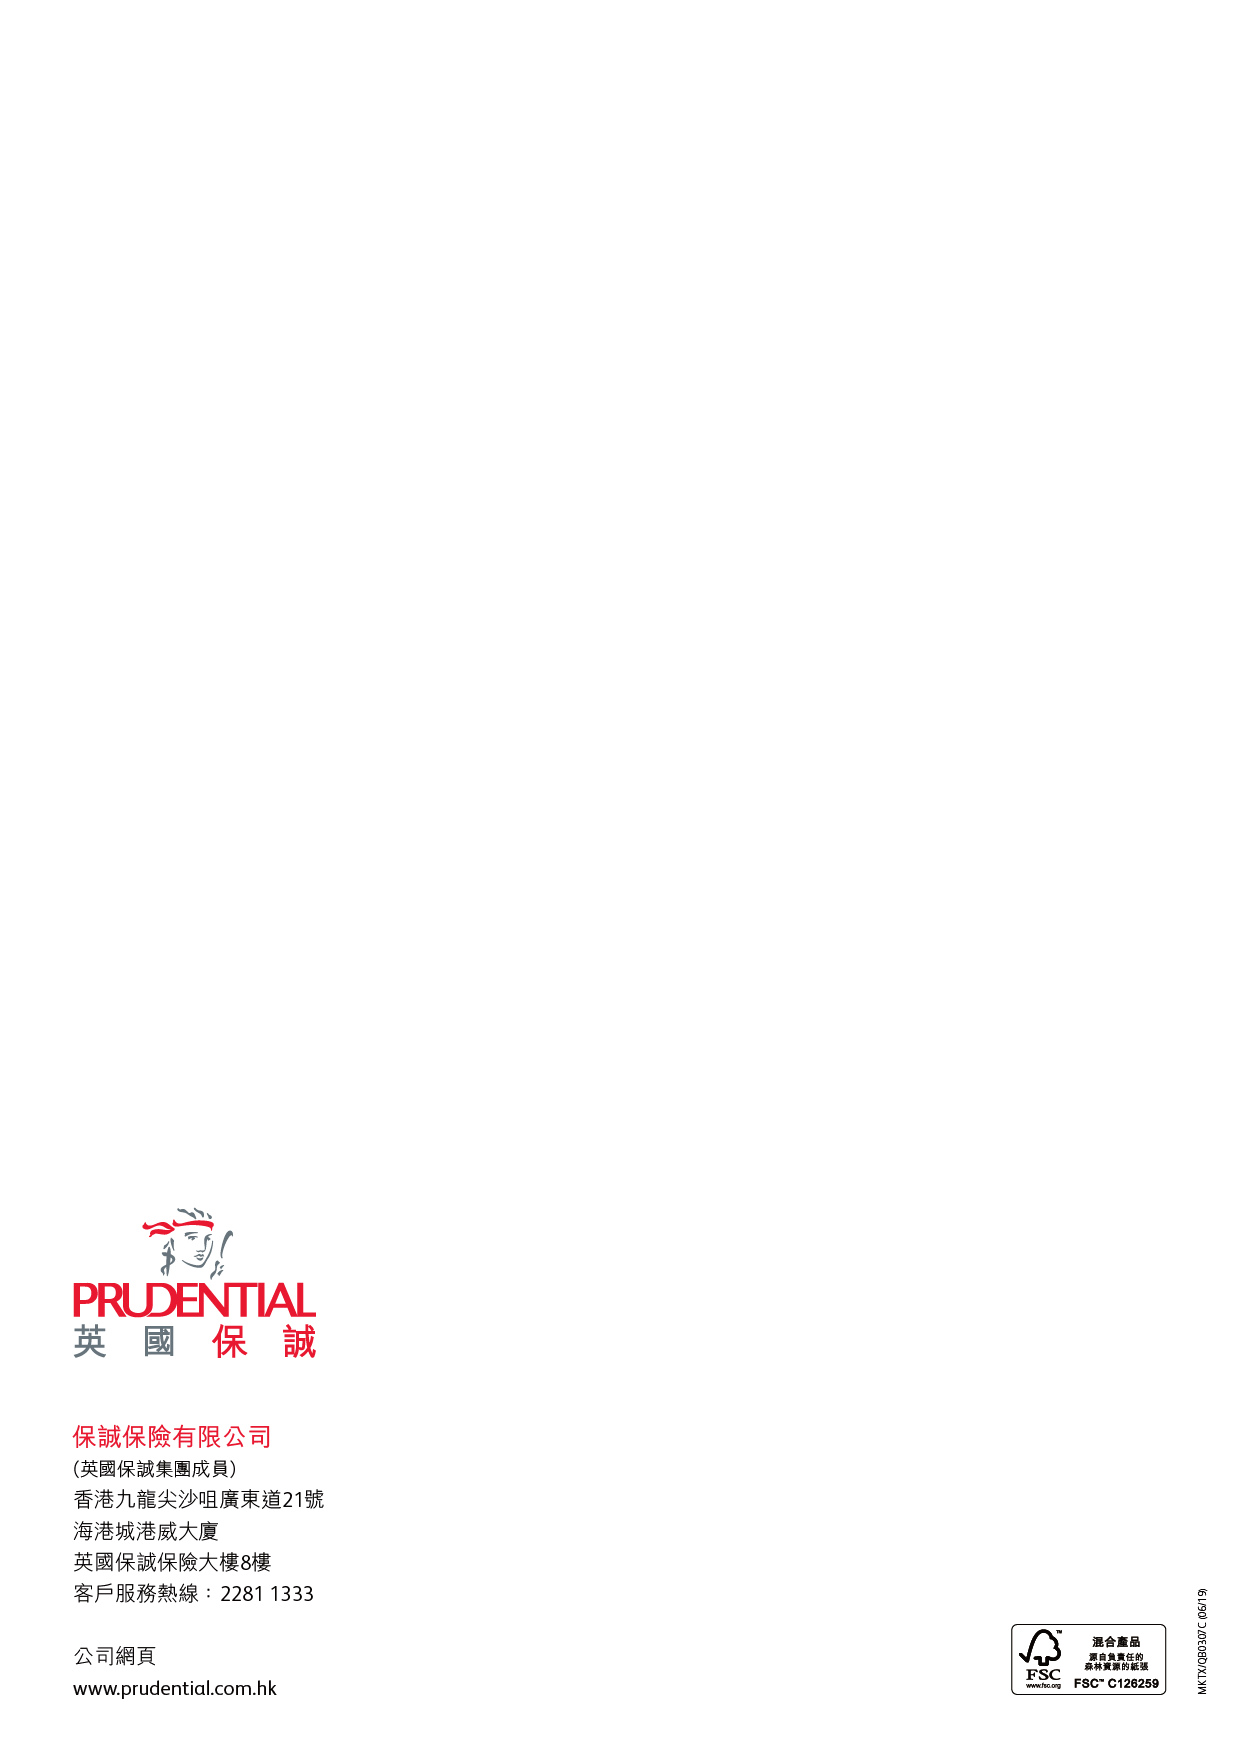 PRUDENTIAL
英國保誠
保誠保險有限公司
(英國保誠集團成員)
香港九龍尖沙咀廣東道21號
海港城港威大廈
英國保誠保險大樓8樓
客戶服務熱線：2281 1333
公司網頁
www.prudential.com.hk
FSC
www.fsc.org
混合產品
源自負責任的
森林資源的紙張
FSC™ C126259
MKTX/QB0307C (06/19)